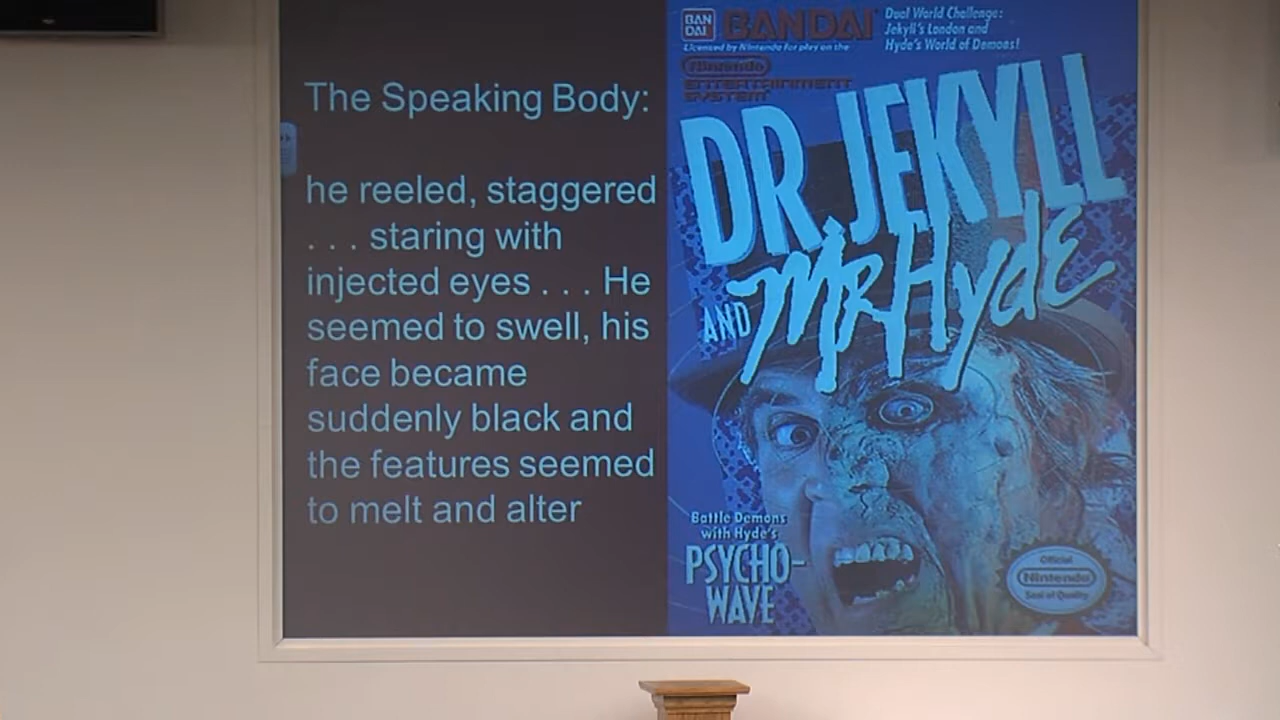 The Speaking Body:
he reeled, staggered
. . . staring with
injected eyes . . . He
seemed to swell, his
face became
suddenly black and
the features seemed
to melt and alter
BAN
DAI
BANDAI
Licensed by Nintendo for play on the
Nintendo
ENTERTAINMENT
SYSTEM
Dual World Challenge:
Jekyll's London and
Hyde's World of Demons!
DR. JEKYLL
AND MR Hyde
Battle Demons
with Hyde's
PSYCHO-
WAVE
Official
Nintendo
Seal of Quality